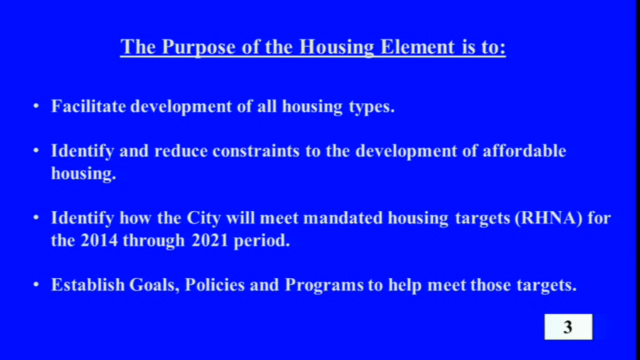 The Purpose of the Housing Element is to:
• Facilitate development of all housing types.
• Identify and reduce constraints to the development of affordable
housing.
• Identify how the City will meet mandated housing targets (RHNA) for
the 2014 through 2021 period.
• Establish Goals, Policies and Programs to help meet those targets.
3